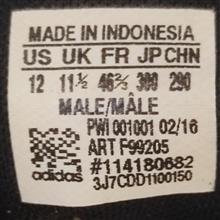 MADE IN INDONESIA
US UK FR JP CHN
12 11½ 46⅔ 300 290
MALE/MÂLE
PWI 001001 02/16
ART F99205
#114180682
adidas 3J7CDD1100150